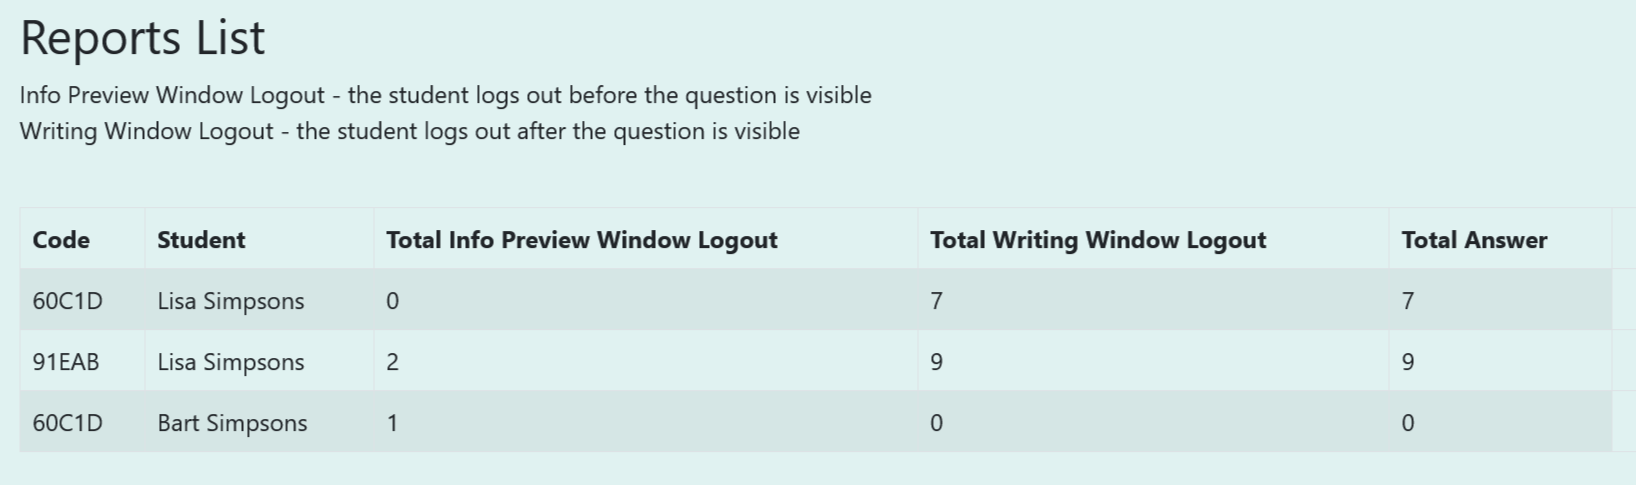 Reports List
Info Preview Window Logout - the student logs out before the question is visible
Writing Window Logout - the student logs out after the question is visible
Code Student Total Info Preview Window Logout Total Writing Window Logout Total Answer
60C1D Lisa Simpsons 0 7 7
91EAB Lisa Simpsons 2 9 9
60C1D Bart Simpsons 1 0 0